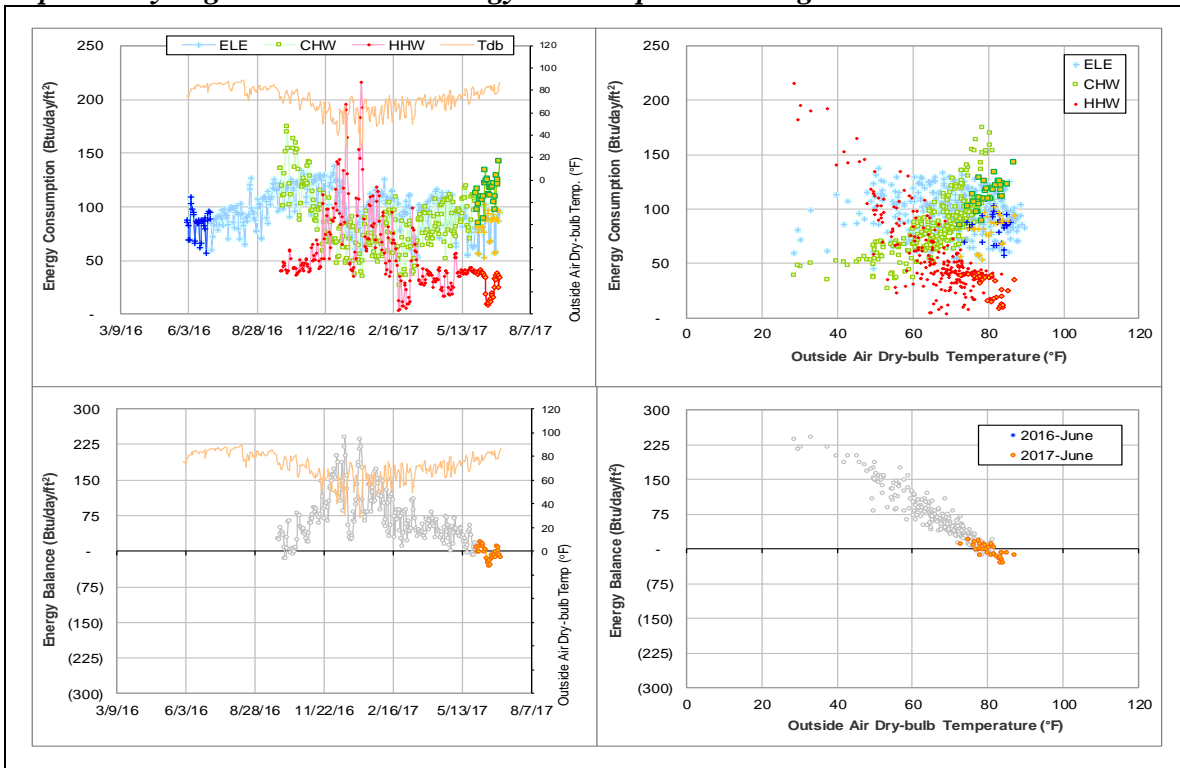 ELE CHW HHW Tdb
Energy Consumption (Btu/day/ft²)
250
200
150
100
50
-
120
100
80
60
40
20
0
Outside Air Dry-bulb Temp. (°F)
3/9/16 6/3/16 8/28/16 11/22/16 2/16/17 5/13/17 8/7/17
ELE
CHW
HHW
Energy Consumption (Btu/day/ft²)
250
200
150
100
50
-
0 20 40 60 80 100 120
Outside Air Dry-bulb Temperature (°F)
Energy Balance (Btu/day/ft²)
300
225
150
75
-
(75)
(150)
(225)
(300)
120
100
80
60
40
20
0
Outside Air Dry-bulb Temp (°F)
3/9/16 6/3/16 8/28/16 11/22/16 2/16/17 5/13/17 8/7/17
2016-June
2017-June
Energy Balance (Btu/day/ft²)
300
225
150
75
-
(75)
(150)
(225)
(300)
0 20 40 60 80 100 120
Outside Air Dry-bulb Temperature (°F)